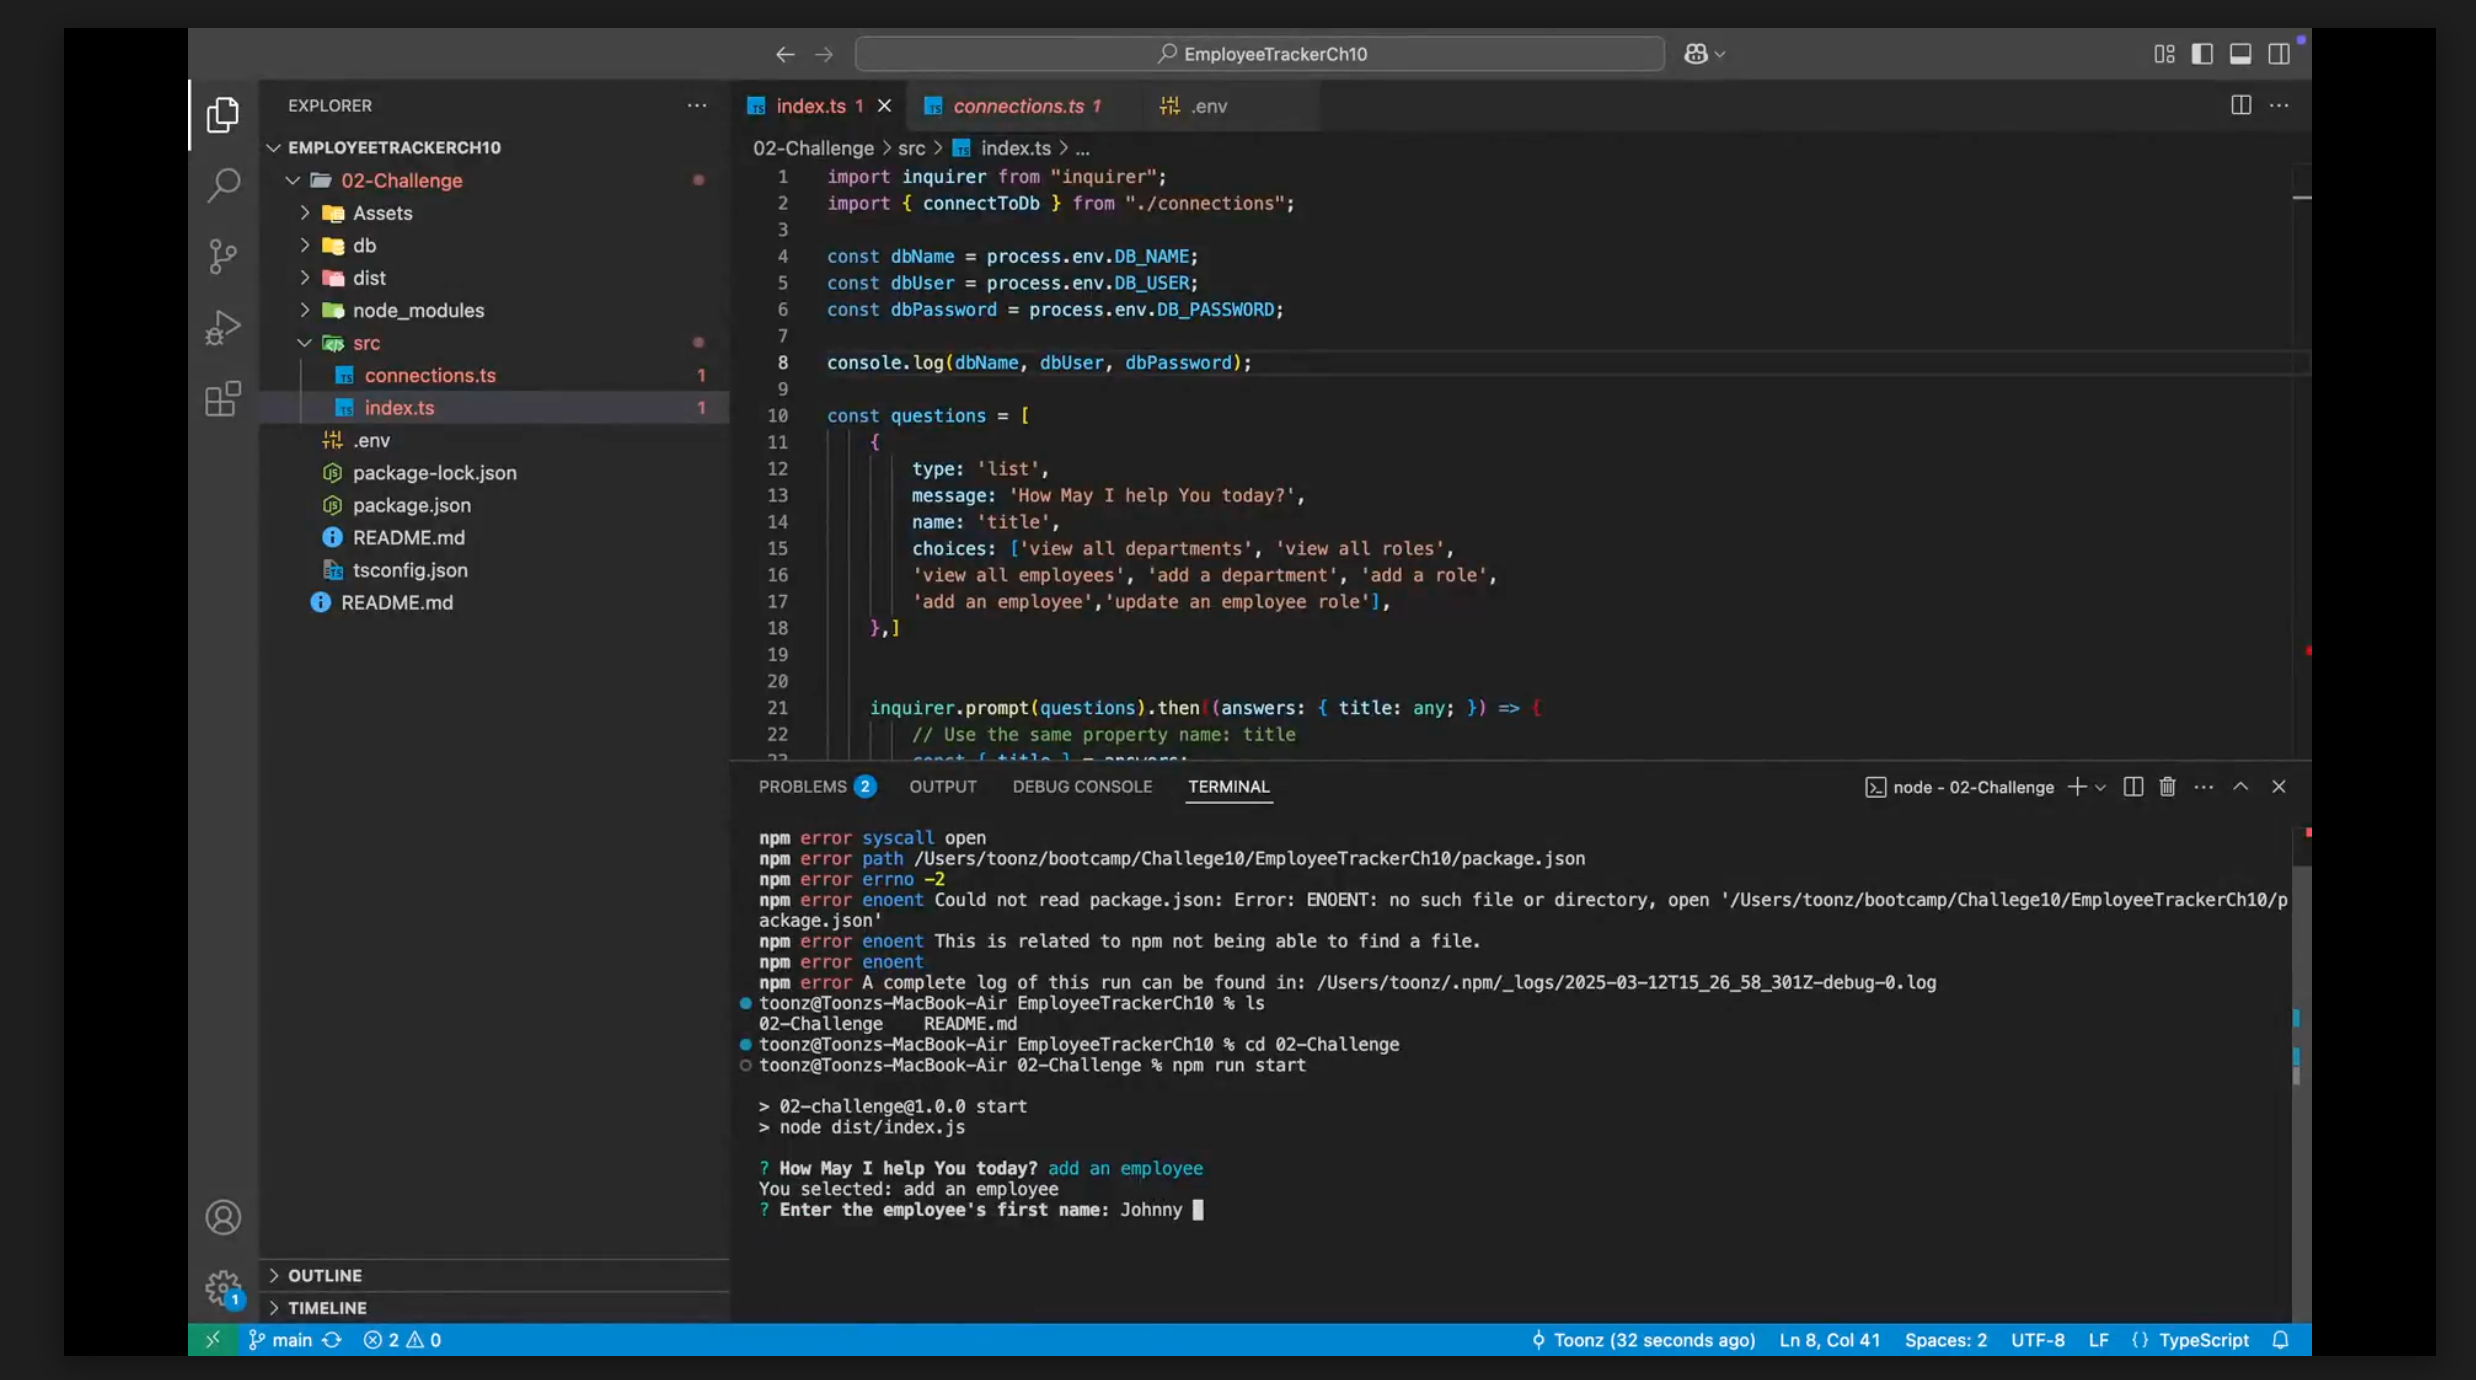 EmployeeTrackerCh10
EXPLORER
EMPLOYEETRACKERCH10
02-Challenge
Assets
db
dist
node_modules
src
connections.ts 1
index.ts 1
.env
package-lock.json
package.json
README.md
tsconfig.json
README.md
OUTLINE
TIMELINE
index.ts 1 connections.ts 1 .env
02-Challenge > src > index.ts > ...
1 import inquirer from "inquirer";
2 import { connectToDb } from "./connections";
3
4 const dbName = process.env.DB_NAME;
5 const dbUser = process.env.DB_USER;
6 const dbPassword = process.env.DB_PASSWORD;
7
8 console.log(dbName, dbUser, dbPassword);
9
10 const questions = [
11 {
12 type: 'list',
13 message: 'How May I help You today?',
14 name: 'title',
15 choices: ['view all departments', 'view all roles',
16 'view all employees', 'add a department', 'add a role',
17 'add an employee','update an employee role'],
18 },]
19
20
21 inquirer.prompt(questions).then((answers: { title: any; }) => {
22 // Use the same property name: title
23 const { title } = answers;
PROBLEMS 2 OUTPUT DEBUG CONSOLE TERMINAL node - 02-Challenge
npm error syscall open
npm error path /Users/toonz/bootcamp/Challege10/EmployeeTrackerCh10/package.json
npm error errno -2
npm error enoent Could not read package.json: Error: ENOENT: no such file or directory, open '/Users/toonz/bootcamp/Challege10/EmployeeTrackerCh10/p
ackage.json'
npm error enoent This is related to npm not being able to find a file.
npm error enoent
npm error A complete log of this run can be found in: /Users/toonz/.npm/_logs/2025-03-12T15_26_58_301Z-debug-0.log
toonz@Toonzs-MacBook-Air EmployeeTrackerCh10 % ls
02-Challenge README.md
toonz@Toonzs-MacBook-Air EmployeeTrackerCh10 % cd 02-Challenge
toonz@Toonzs-MacBook-Air 02-Challenge % npm run start
> 02-challenge@1.0.0 start
> node dist/index.js
? How May I help You today? add an employee
You selected: add an employee
? Enter the employee's first name: Johnny
1
main 2 0 Toonz (32 seconds ago) Ln 8, Col 41 Spaces: 2 UTF-8 LF {} TypeScript